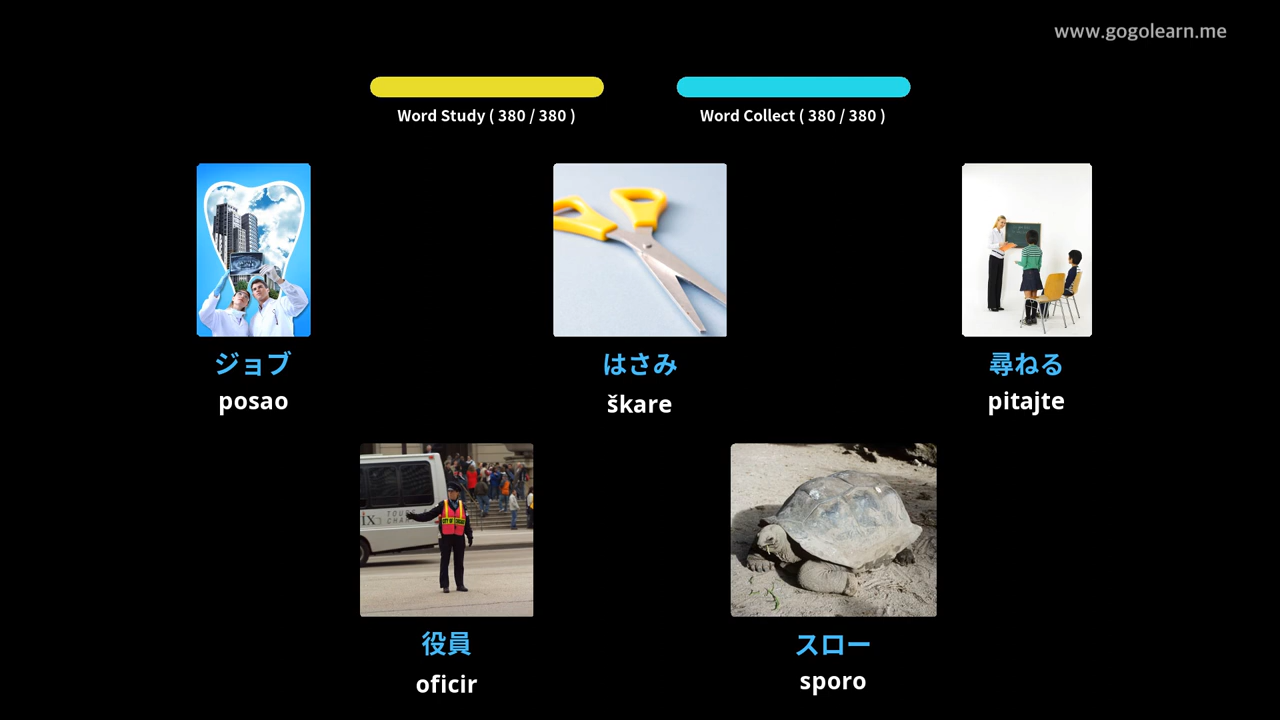 www.gogolearn.me
Word Study ( 380 / 380 )
Word Collect ( 380 / 380 )
ジョブ
posao
はさみ
škare
尋ねる
pitajte
役員
oficir
スロー
sporo